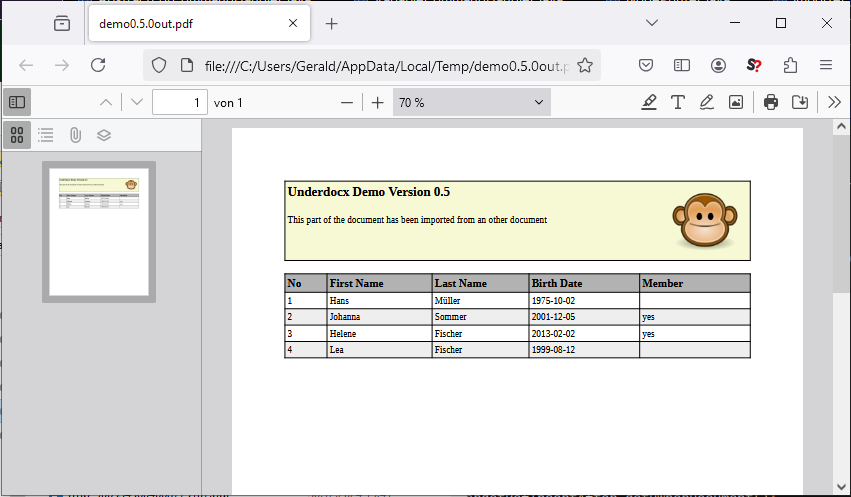 demo0.5.0out.pdf
file:///C:/Users/Gerald/AppData/Local/Temp/demo0.5.0out.p
S?
1 von 1
70 %
Underdocx Demo Version 0.5
This part of the document has been imported from an other document
No First Name Last Name Birth Date Member
1 Hans Müller 1975-10-02
2 Johanna Sommer 2001-12-05 yes
3 Helene Fischer 2013-02-02 yes
4 Lea Fischer 1999-08-12